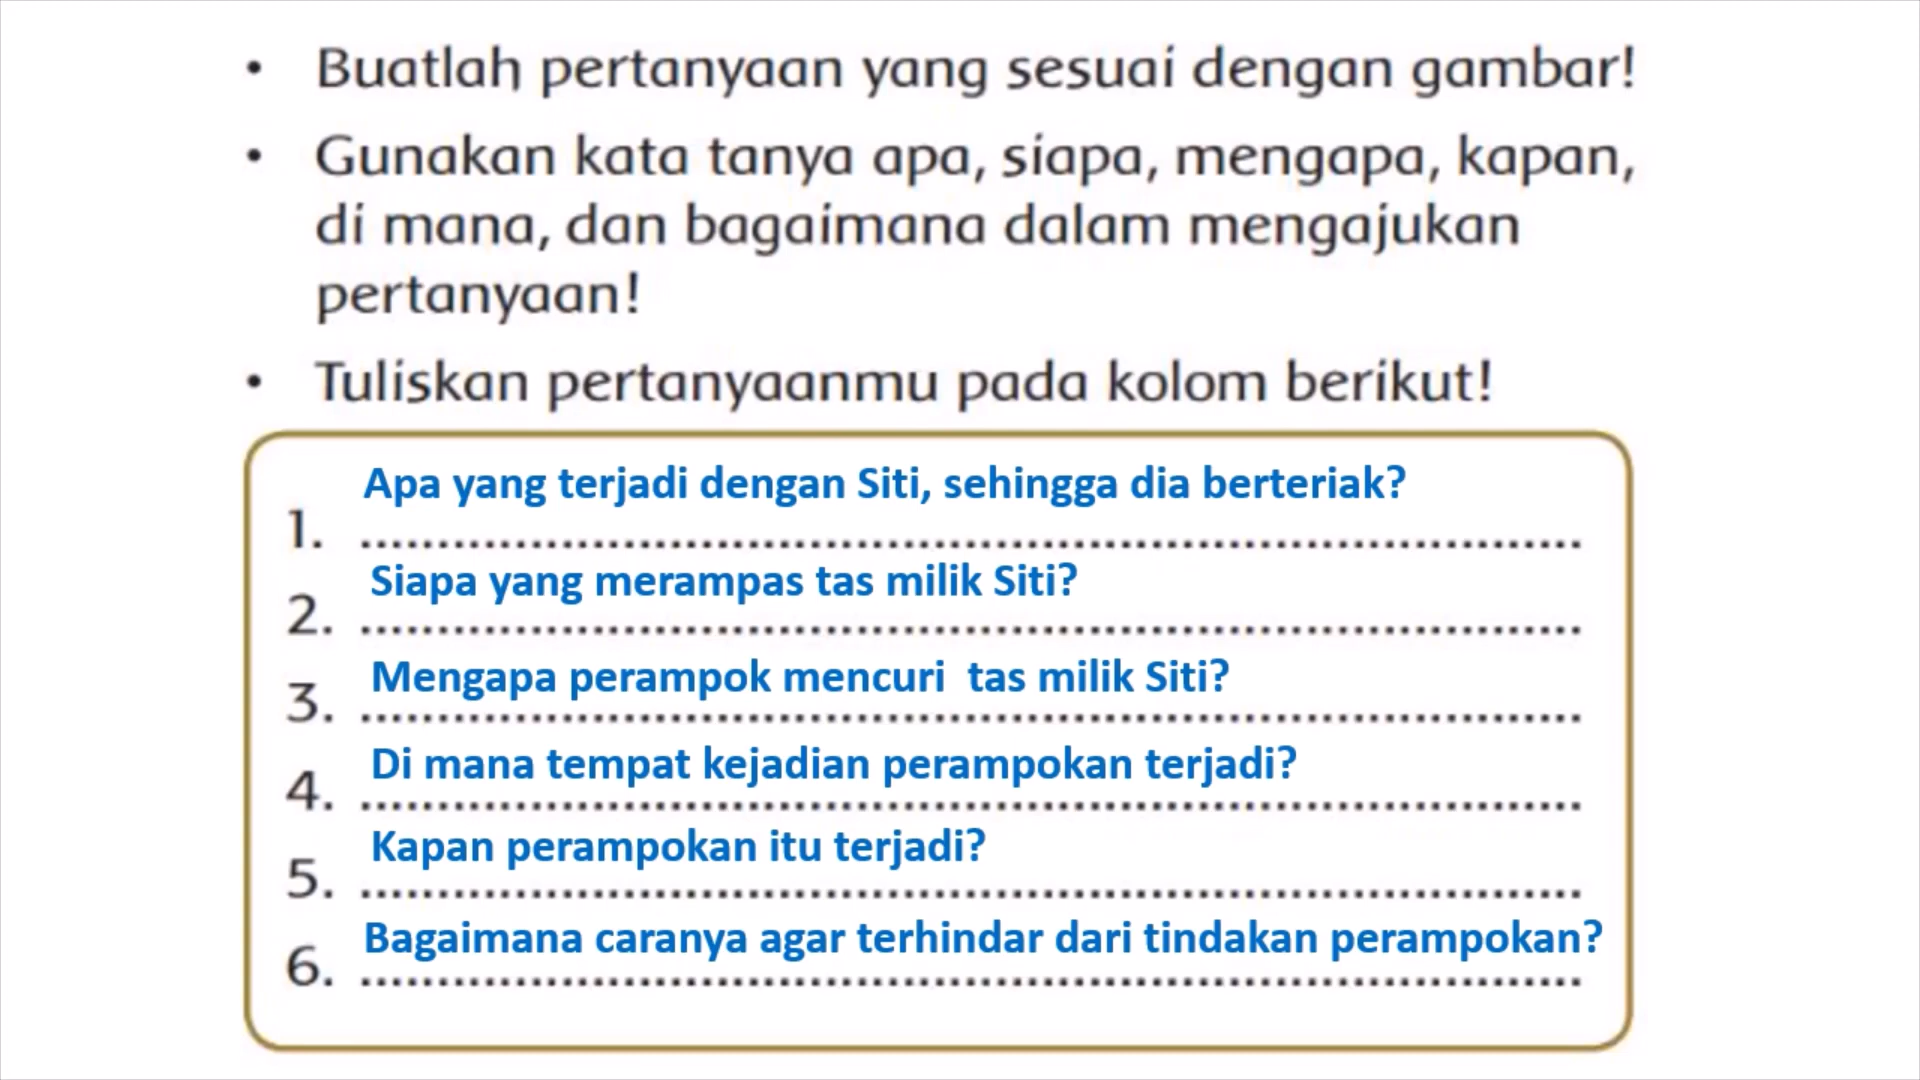 • Buatlah pertanyaan yang sesuai dengan gambar!
• Gunakan kata tanya apa, siapa, mengapa, kapan,
di mana, dan bagaimana dalam mengajukan
pertanyaan!
• Tuliskan pertanyaanmu pada kolom berikut!
1. Apa yang terjadi dengan Siti, sehingga dia berteriak?
2. Siapa yang merampas tas milik Siti?
3. Mengapa perampok mencuri  tas milik Siti?
4. Di mana tempat kejadian perampokan terjadi?
5. Kapan perampokan itu terjadi?
6. Bagaimana caranya agar terhindar dari tindakan perampokan?